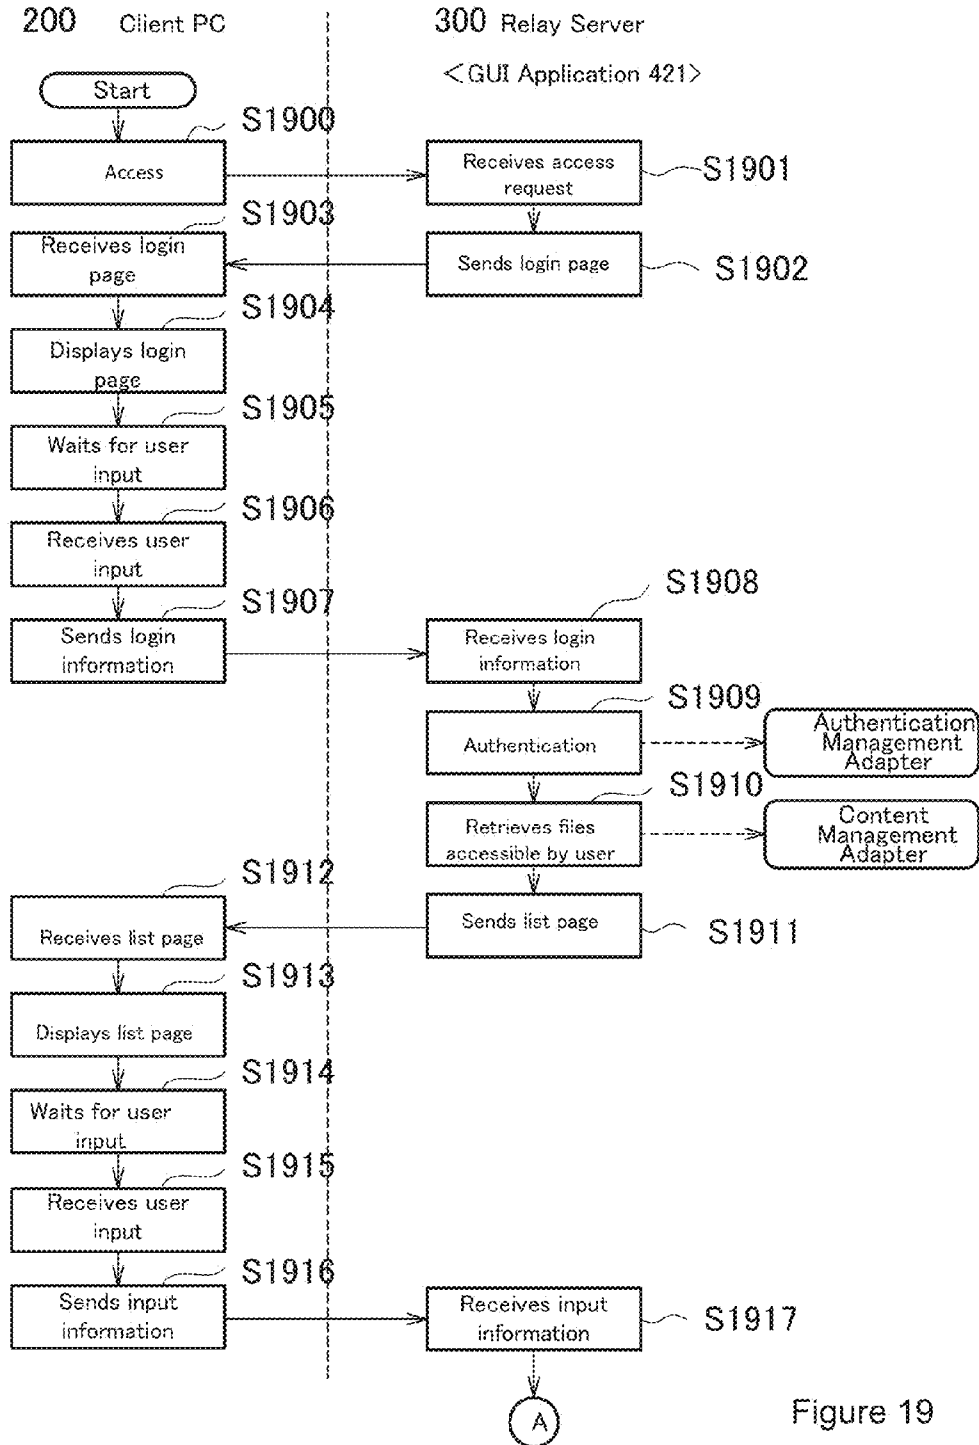 200 Client PC
300 Relay Server
<GUI Application 421>
Start
S1900
Access
Receives access
request
S1901
S1903
Receives login
page
Sends login page
S1902
S1904
Displays login
page
S1905
Waits for user
input
S1906
Receives user
input
S1907
Sends login
information
S1908
Receives login
information
S1909
Authentication
Authentication
Management
Adapter
S1910
Retrieves files
accessible by user
Content
Management
Adapter
S1912
Receives list page
Sends list page
S1911
S1913
Displays list page
S1914
Waits for user
input
S1915
Receives user
input
S1916
Sends input
information
Receives input
information
S1917
A
Figure 19